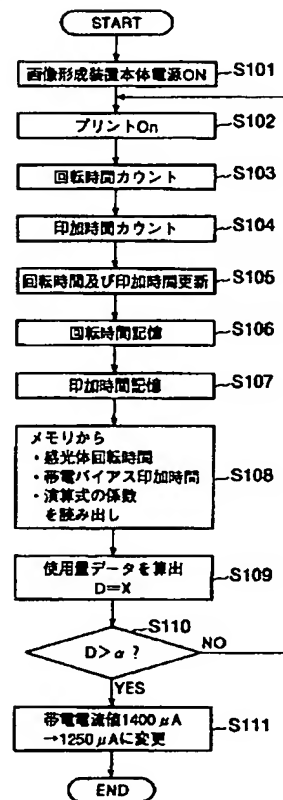 START
画像形成装置本体電源ON
S101
プリントOn
S102
回転時間カウント
S103
印加時間カウント
S104
回転時間及び印加時間更新
S105
回転時間記憶
S106
印加時間記憶
S107
メモリから
・感光体回転時間
・帯電バイアス印加時間
・演算式の係数
を読み出し
S108
使用量データを算出
D=X
S109
S110
D>α?
NO
YES
帯電電流値1400μA
→1250μAに変更
S111
END